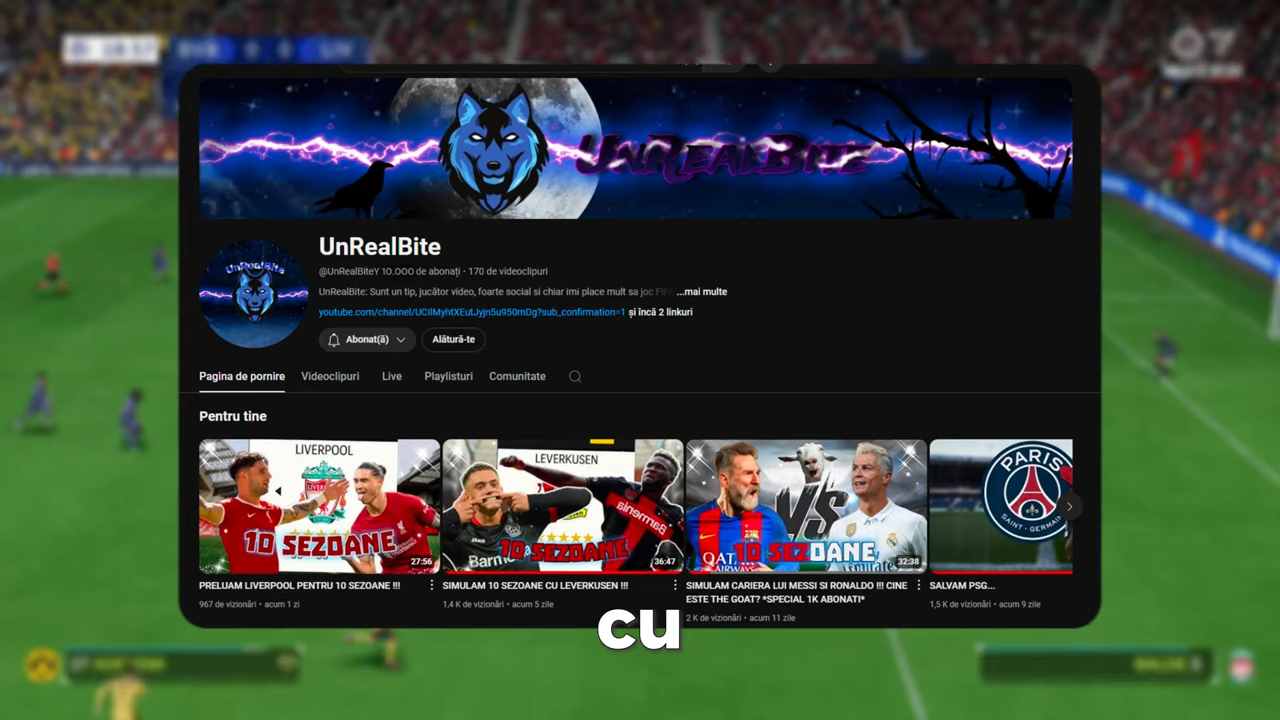 UnRealBite
UnRealBite
UnRealBite
@UnRealBiteY 10.000 de abonați • 170 de videoclipuri
UnRealBite: Sunt un tip, jucător video, foarte social si chiar imi place mult sa joc FIFA ...mai multe
youtube.com/channel/UCIlMyhtXEutJyjn5u950mDg?sub_confirmation=1 și încă 2 linkuri
Abonat(ă) Alătură-te
Pagina de pornire Videoclipuri Live Playlisturi Comunitate
Pentru tine
LIVERPOOL
LEVERKUSEN
PARIS
SAINT-GERMAIN
VS
JAKO
Barmenia
QATAR
AIRWAYS
10 SEZOANE
10 SEZOANE
10 SEZOANE
27:56
36:47
32:38
PRELUAM LIVERPOOL PENTRU 10 SEZOANE !!!
967 de vizionări • acum 1 zi
SIMULAM 10 SEZOANE CU LEVERKUSEN !!!
1,4 K de vizionări • acum 5 zile
SIMULAM CARIERA LUI MESSI SI RONALDO !!! CINE
ESTE THE GOAT? *SPECIAL 1K ABONATI*
2 K de vizionări • acum 11 zile
SALVAM PSG...
1,5 K de vizionări • acum 9 zile
cu